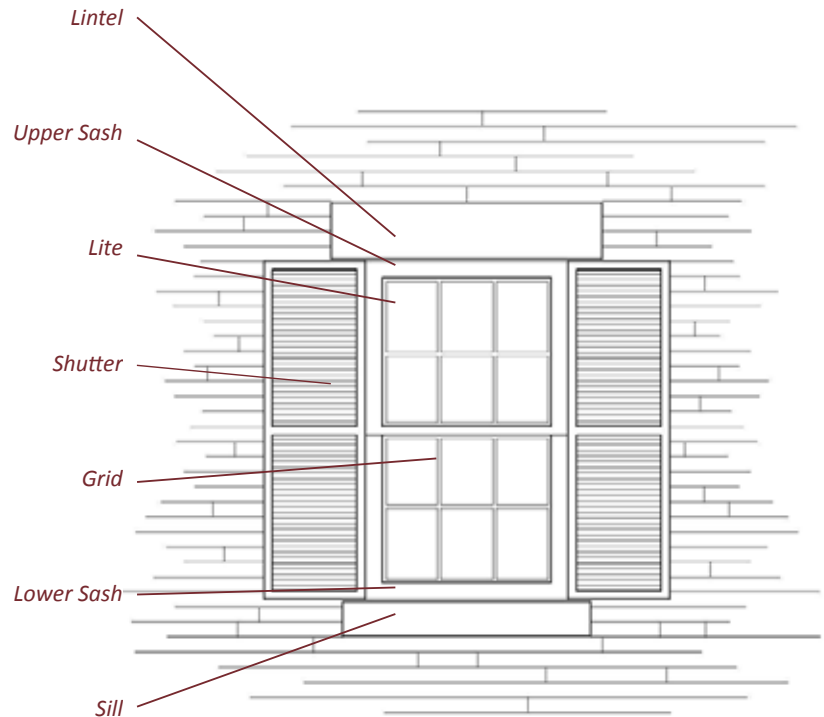 Lintel
Upper Sash
Lite
Shutter
Grid
Lower Sash
Sill